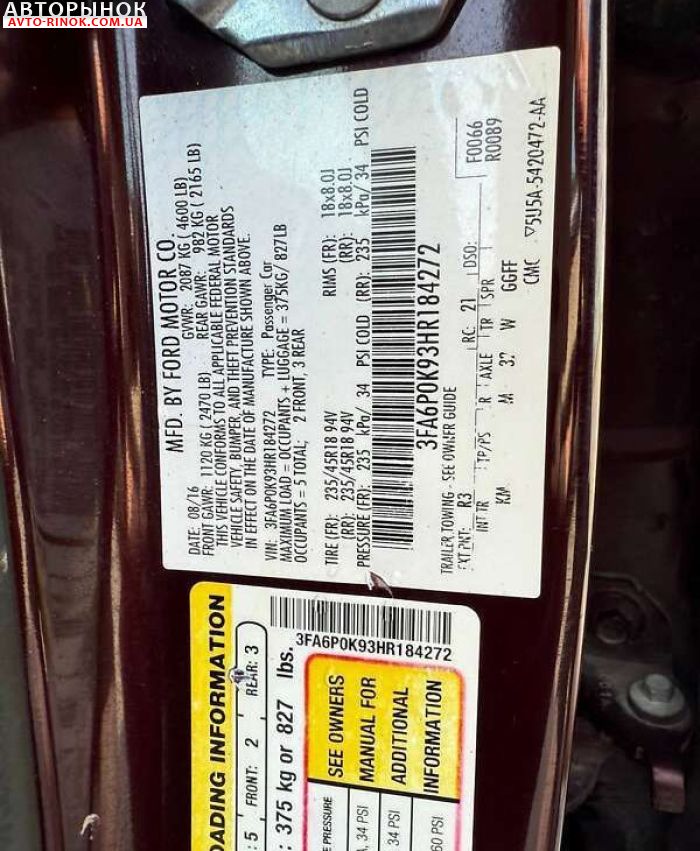 АВТОРЫНОК
AVTO-RINOK.COM.UA
MFD. BY FORD MOTOR CO.
DATE: 08/16 GVWR: 2087 KG ( 4600 LB)
FRONT GAWR: 1120 KG (2470 LB) REAR GAWR: 982 KG ( 2165 LB)
THIS VEHICLE CONFORMS TO ALL APPLICABLE FEDERAL MOTOR
VEHICLE SAFETY, BUMPER, AND THEFT PREVENTION STANDARDS
IN EFFECT ON THE DATE OF MANUFACTURE SHOWN ABOVE.
VIN: 3FA6P0K93HR184272 TYPE: Passenger Car
MAXIMUM LOAD = OCCUPANTS + LUGGAGE = 375KG/ 827LB
OCCUPANTS = 5 TOTAL; 2 FRONT, 3 REAR
TIRE (FR): 235/45R18 94V RIMS (FR): 18x8.0J
(RR): 235/45R18 94V (RR): 18x8.0J
PRESSURE (FR): 235 kPa/ 34 PSI COLD (RR): 235 kPa/ 34 PSI COLD
3FA6P0K93HR184272
TRAILER TOWING - SEE OWNER GUIDE
F0066
EXT PNT: R3 RC: 21 DSO: R0089
INT TR TP/PS R AXLE TR SPR
KM M 32 W GGFF
CMC ▽5U5A-5420472-AA
LOADING INFORMATION
: 5 FRONT: 2 REAR: 3
: 375 kg or 827 lbs.
3FA6P0K93HR184272
PRESSURE
, 34 PSI
34 PSI
60 PSI
SEE OWNERS
MANUAL FOR
ADDITIONAL
INFORMATION